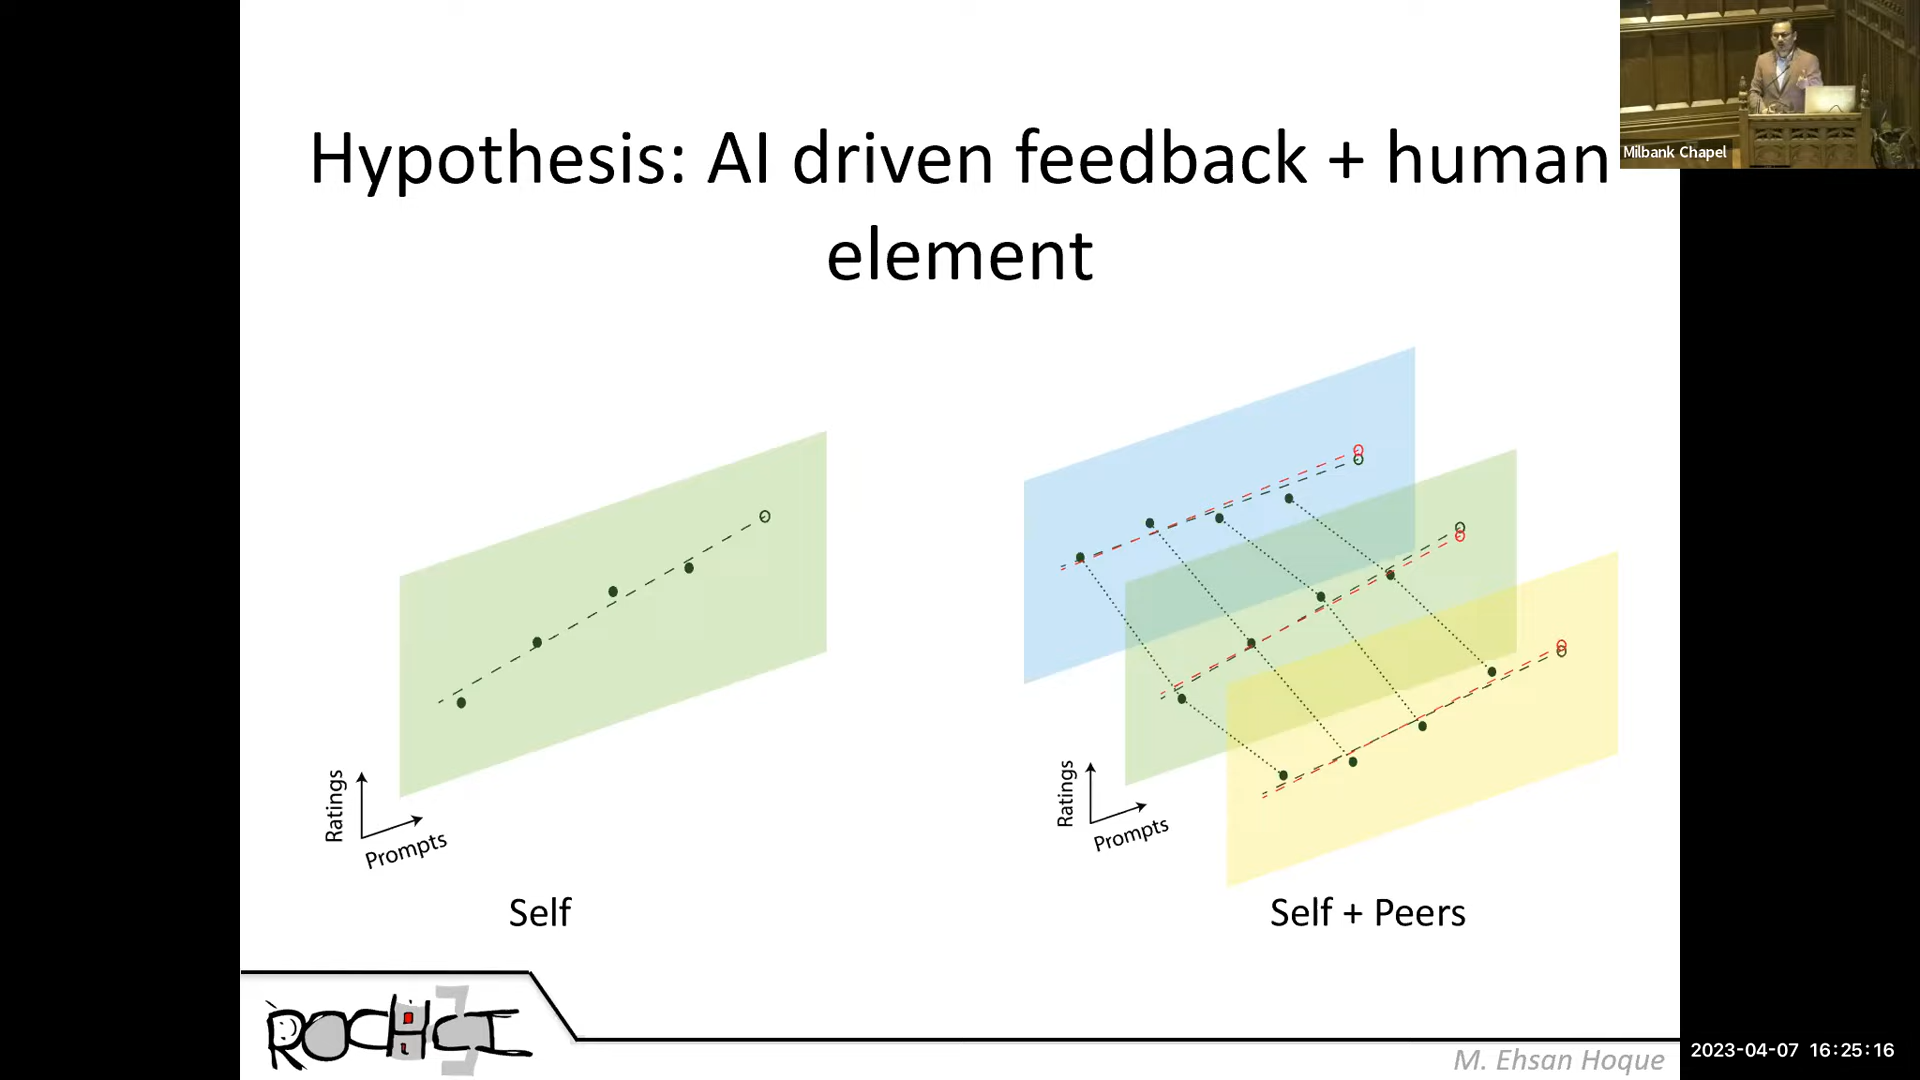 Hypothesis: AI driven feedback + human
element
Milbank Chapel
Ratings
Prompts
Self
Ratings
Prompts
Self + Peers
ROCHCI
M. Ehsan Hoque
2023-04-07 16:25:16